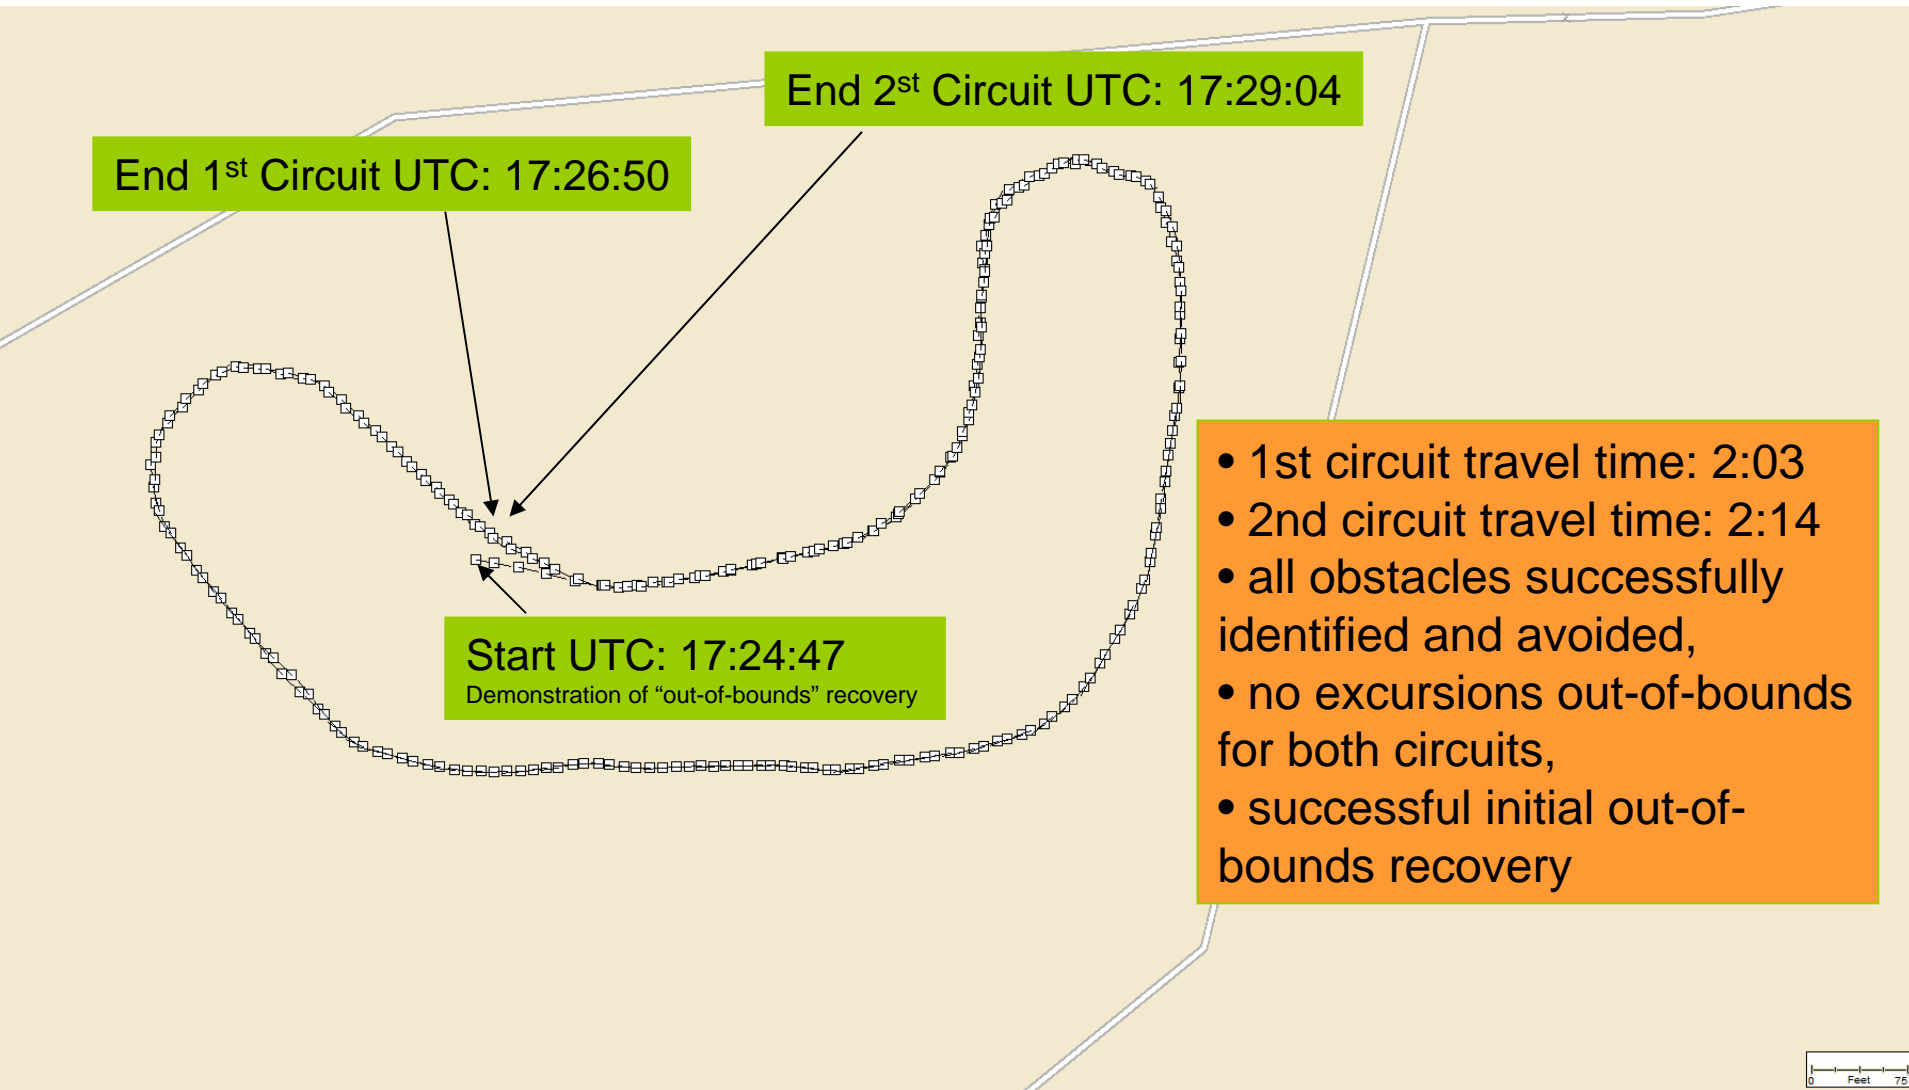 End 2st Circuit UTC: 17:29:04
End 1st Circuit UTC: 17:26:50
Start UTC: 17:24:47
Demonstration of “out-of-bounds” recovery
• 1st circuit travel time: 2:03
• 2nd circuit travel time: 2:14
• all obstacles successfully
identified and avoided,
• no excursions out-of-bounds
for both circuits,
• successful initial out-of-
bounds recovery
0 Feet 75